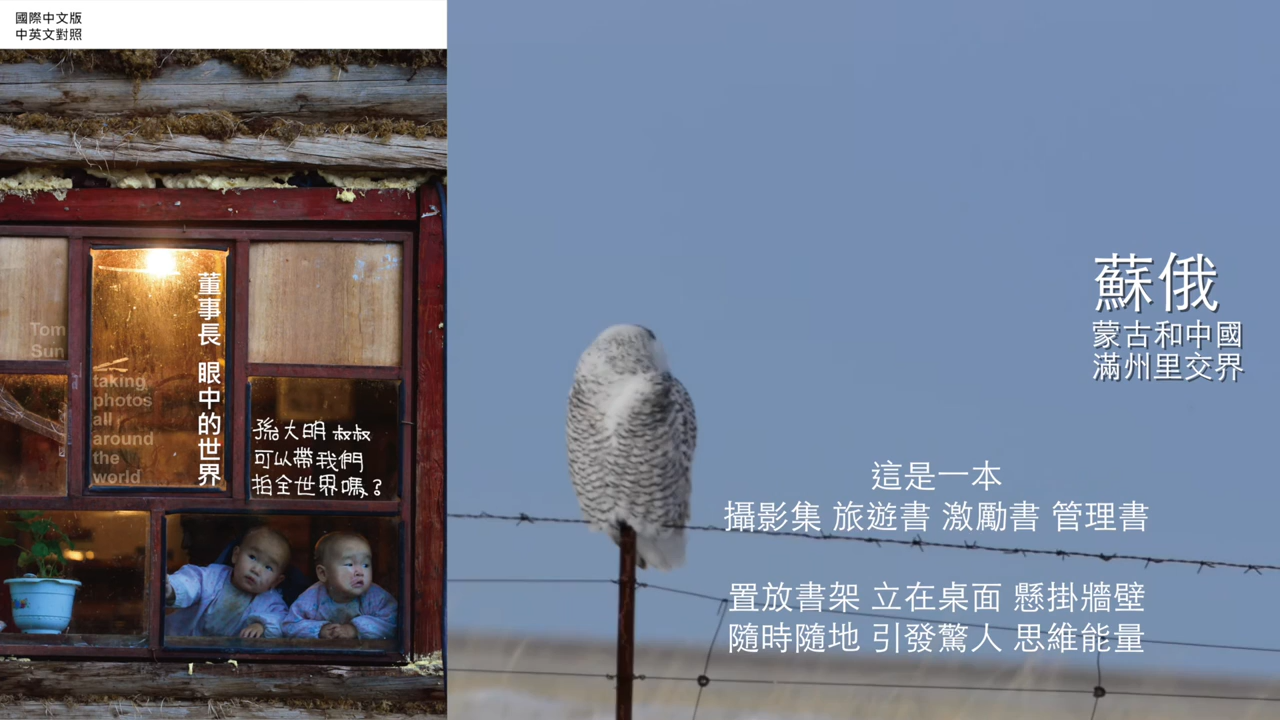 國際中文版
中英文對照
Tom
Sun
taking
photos
all
around
the
world
董事長 眼中的世界
孫大明 叔叔
可以帶我們
拍全世界嗎？
蘇俄
蒙古和中國
滿州里交界
這是一本
攝影集 旅遊書 激勵書 管理書
置放書架 立在桌面 懸掛牆壁
隨時隨地 引發驚人 思維能量